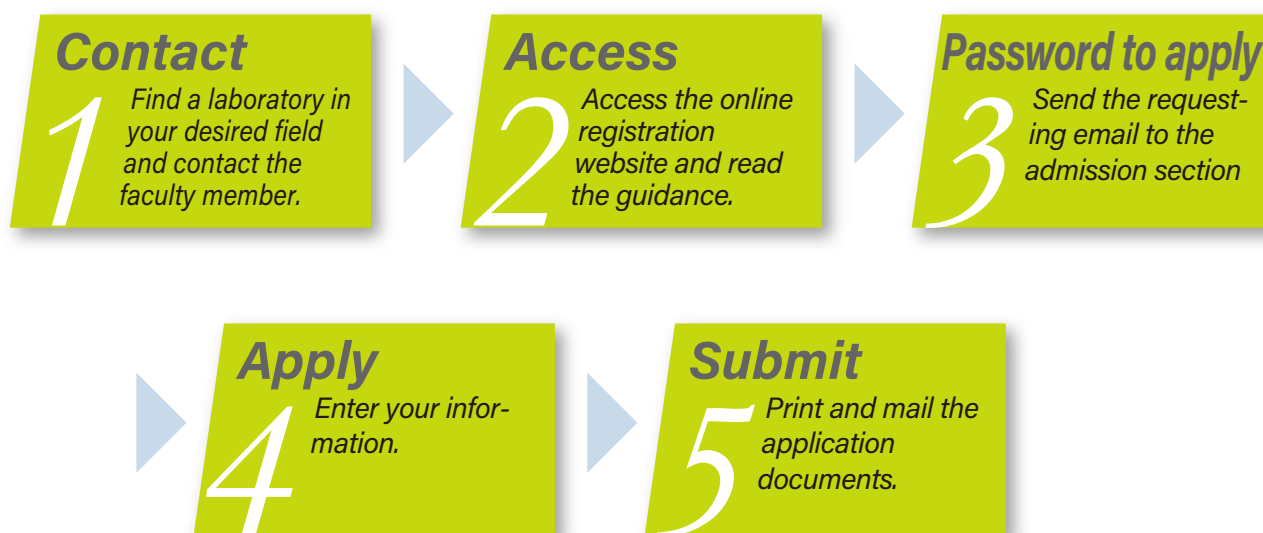 Contact
1
Find a laboratory in
your desired field
and contact the
faculty member.
Access
2
Access the online
registration
website and read
the guidance.
Password to apply
3
Send the request-
ing email to the
admission section
Apply
4
Enter your infor-
mation.
Submit
5
Print and mail the
application
documents.